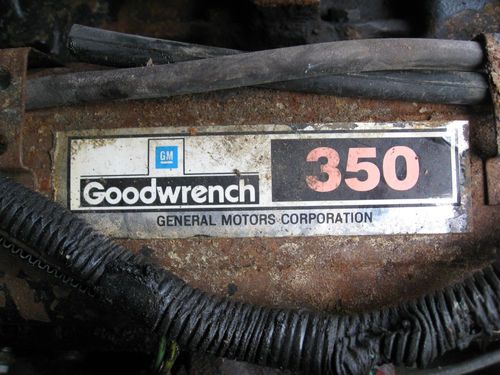 GM
Goodwrench
350
GENERAL MOTORS CORPORATION